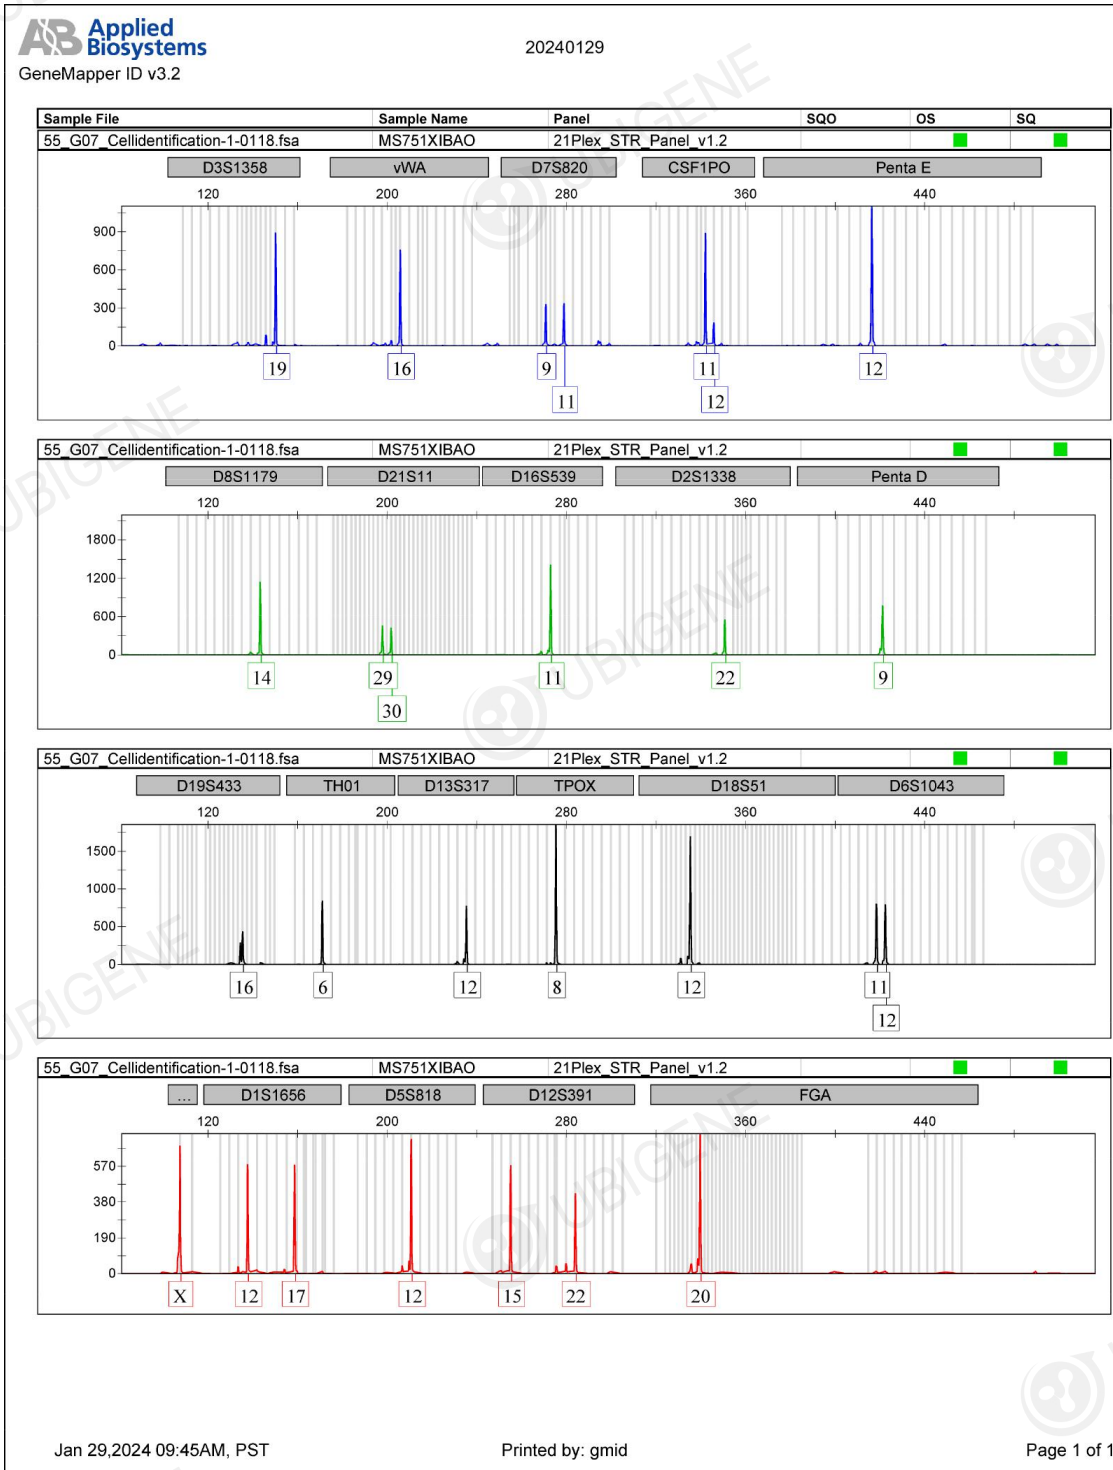 AB Applied Biosystems
GeneMapper ID v3.2
20240129
Sample File Sample Name Panel SQO OS SQ
55_G07_Cellidentification-1-0118.fsa MS751XIBAO 21Plex_STR_Panel_v1.2
D3S1358 vWA D7S820 CSF1PO Penta E
120 200 280 360 440
900
600
300
0
19 16 9 11 12
11 12
55_G07_Cellidentification-1-0118.fsa MS751XIBAO 21Plex_STR_Panel_v1.2
D8S1179 D21S11 D16S539 D2S1338 Penta D
120 200 280 360 440
1800
1200
600
0
14 29 11 22 9
30
55_G07_Cellidentification-1-0118.fsa MS751XIBAO 21Plex_STR_Panel_v1.2
D19S433 TH01 D13S317 TPOX D18S51 D6S1043
120 200 280 360 440
1500
1000
500
0
16 6 12 8 12 11
12
55_G07_Cellidentification-1-0118.fsa MS751XIBAO 21Plex_STR_Panel_v1.2
... D1S1656 D5S818 D12S391 FGA
120 200 280 360 440
570
380
190
0
X 12 17 12 15 22 20
Jan 29,2024 09:45AM, PST Printed by: gmid Page 1 of 1
UBIGENE
UBIGENE
UBIGENE
UBIGENE
UBIGENE
UBIGENE